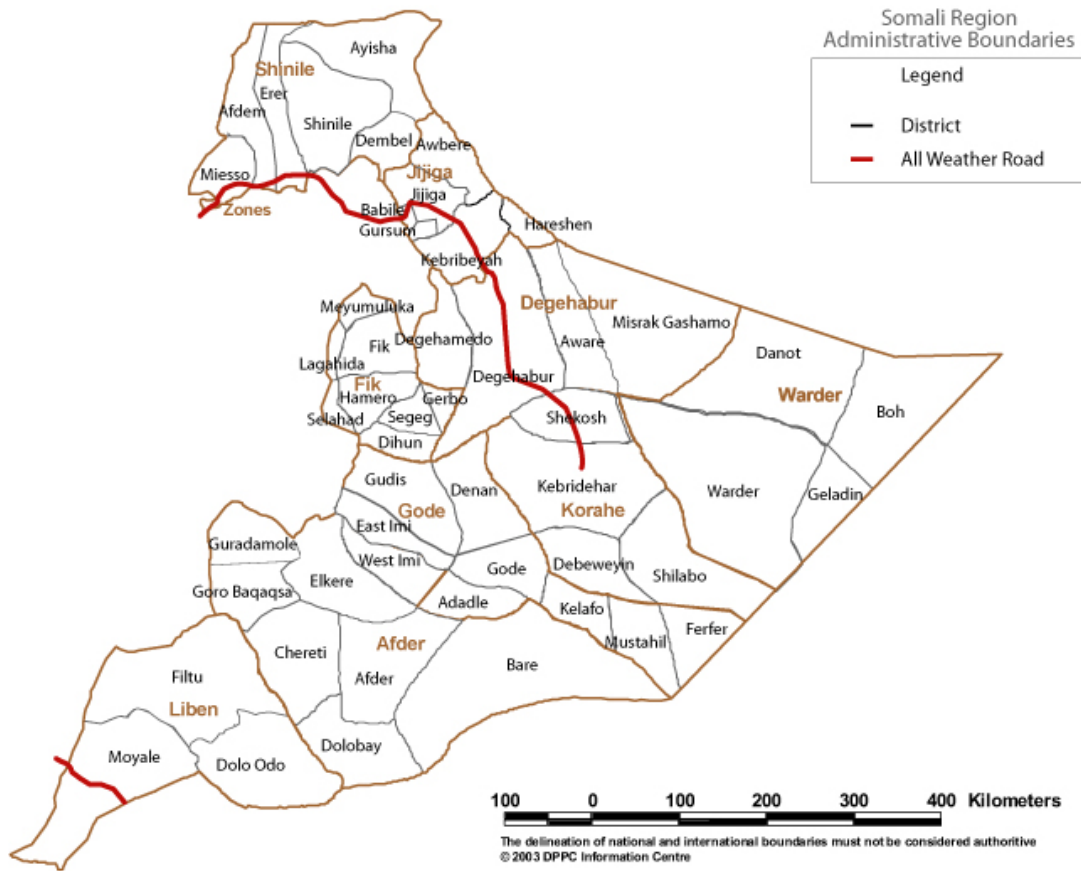 Somali Region
Administrative Boundaries
Legend
District
All Weather Road
Ayisha
Shinile
Erer
Afdem
Shinile
Dembel
Awbere
Miesso
Jijiga
Jijiga
Zones
Babile
Gursum
Hareshen
Kebribeyah
Meyumuluka
Degehabur
Misrak Gashamo
Fik
Degehamedo
Aware
Danot
Lagahida
Degehabur
Fik
Hamero
Gerbo
Warder
Selahad
Segeg
Shekosh
Boh
Dihun
Gudis
Denan
Kebridehar
Warder
Geladin
Gode
Korahe
East Imi
Guradamole
West Imi
Gode
Debeweyin
Shilabo
Elkere
Goro Baqaqsa
Adadle
Kelafo
Ferfer
Mustahil
Afder
Chereti
Bare
Filtu
Afder
Liben
Dolobay
Moyale
Dolo Odo
100 0 100 200 300 400 Kilometers
The delineation of national and international boundaries must not be considered authoritive
© 2003 DPPC Information Centre